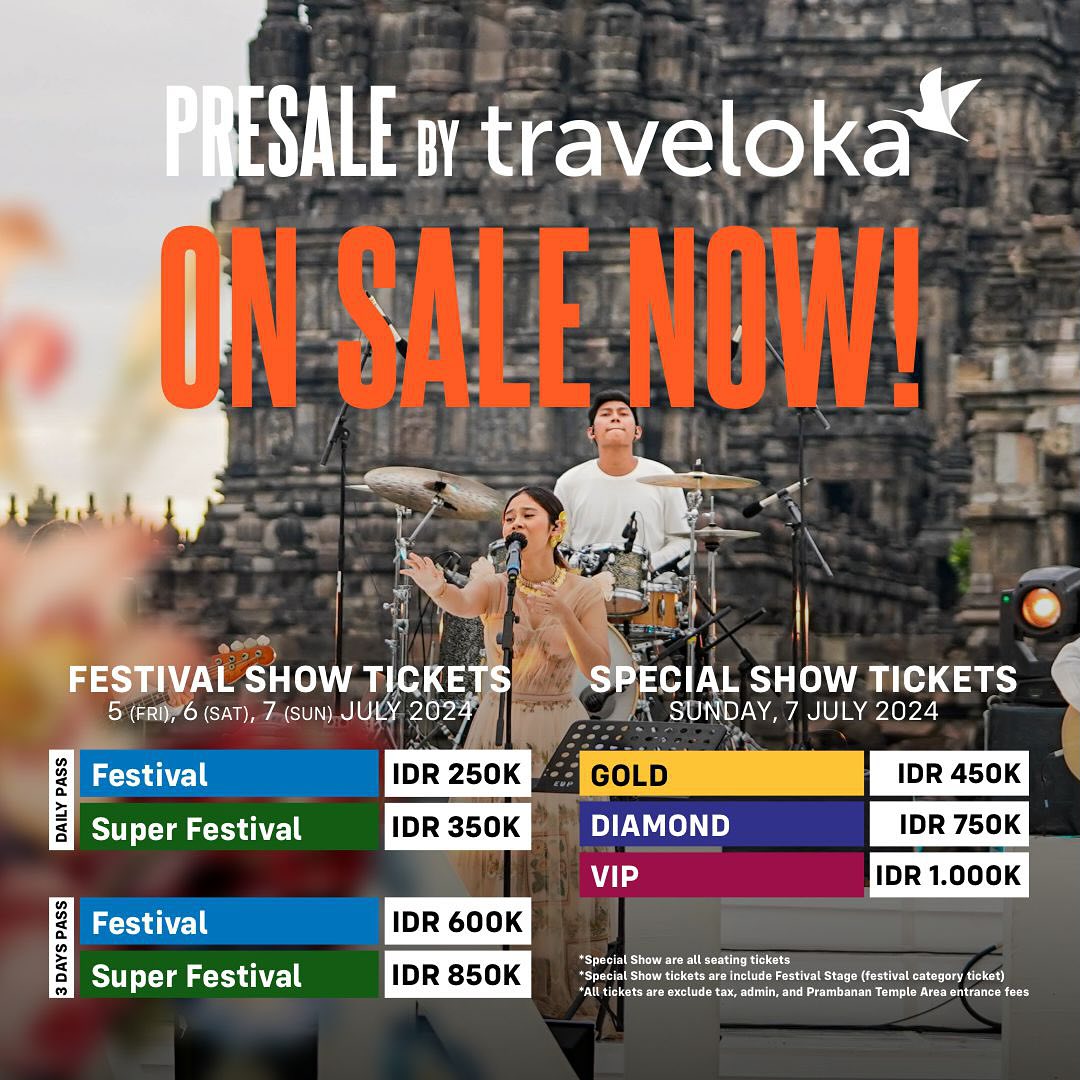 PRESALE BY traveloka
ON SALE NOW!
FESTIVAL SHOW TICKETS
5 (FRI), 6 (SAT), 7 (SUN) JULY 2024
DAILY PASS
Festival IDR 250K
Super Festival IDR 350K
3 DAYS PASS
Festival IDR 600K
Super Festival IDR 850K
SPECIAL SHOW TICKETS
SUNDAY, 7 JULY 2024
GOLD IDR 450K
DIAMOND IDR 750K
VIP IDR 1.000K
*Special Show are all seating tickets
*Special Show tickets are include Festival Stage (festival category ticket)
*All tickets are exclude tax, admin, and Prambanan Temple Area entrance fees
EVP